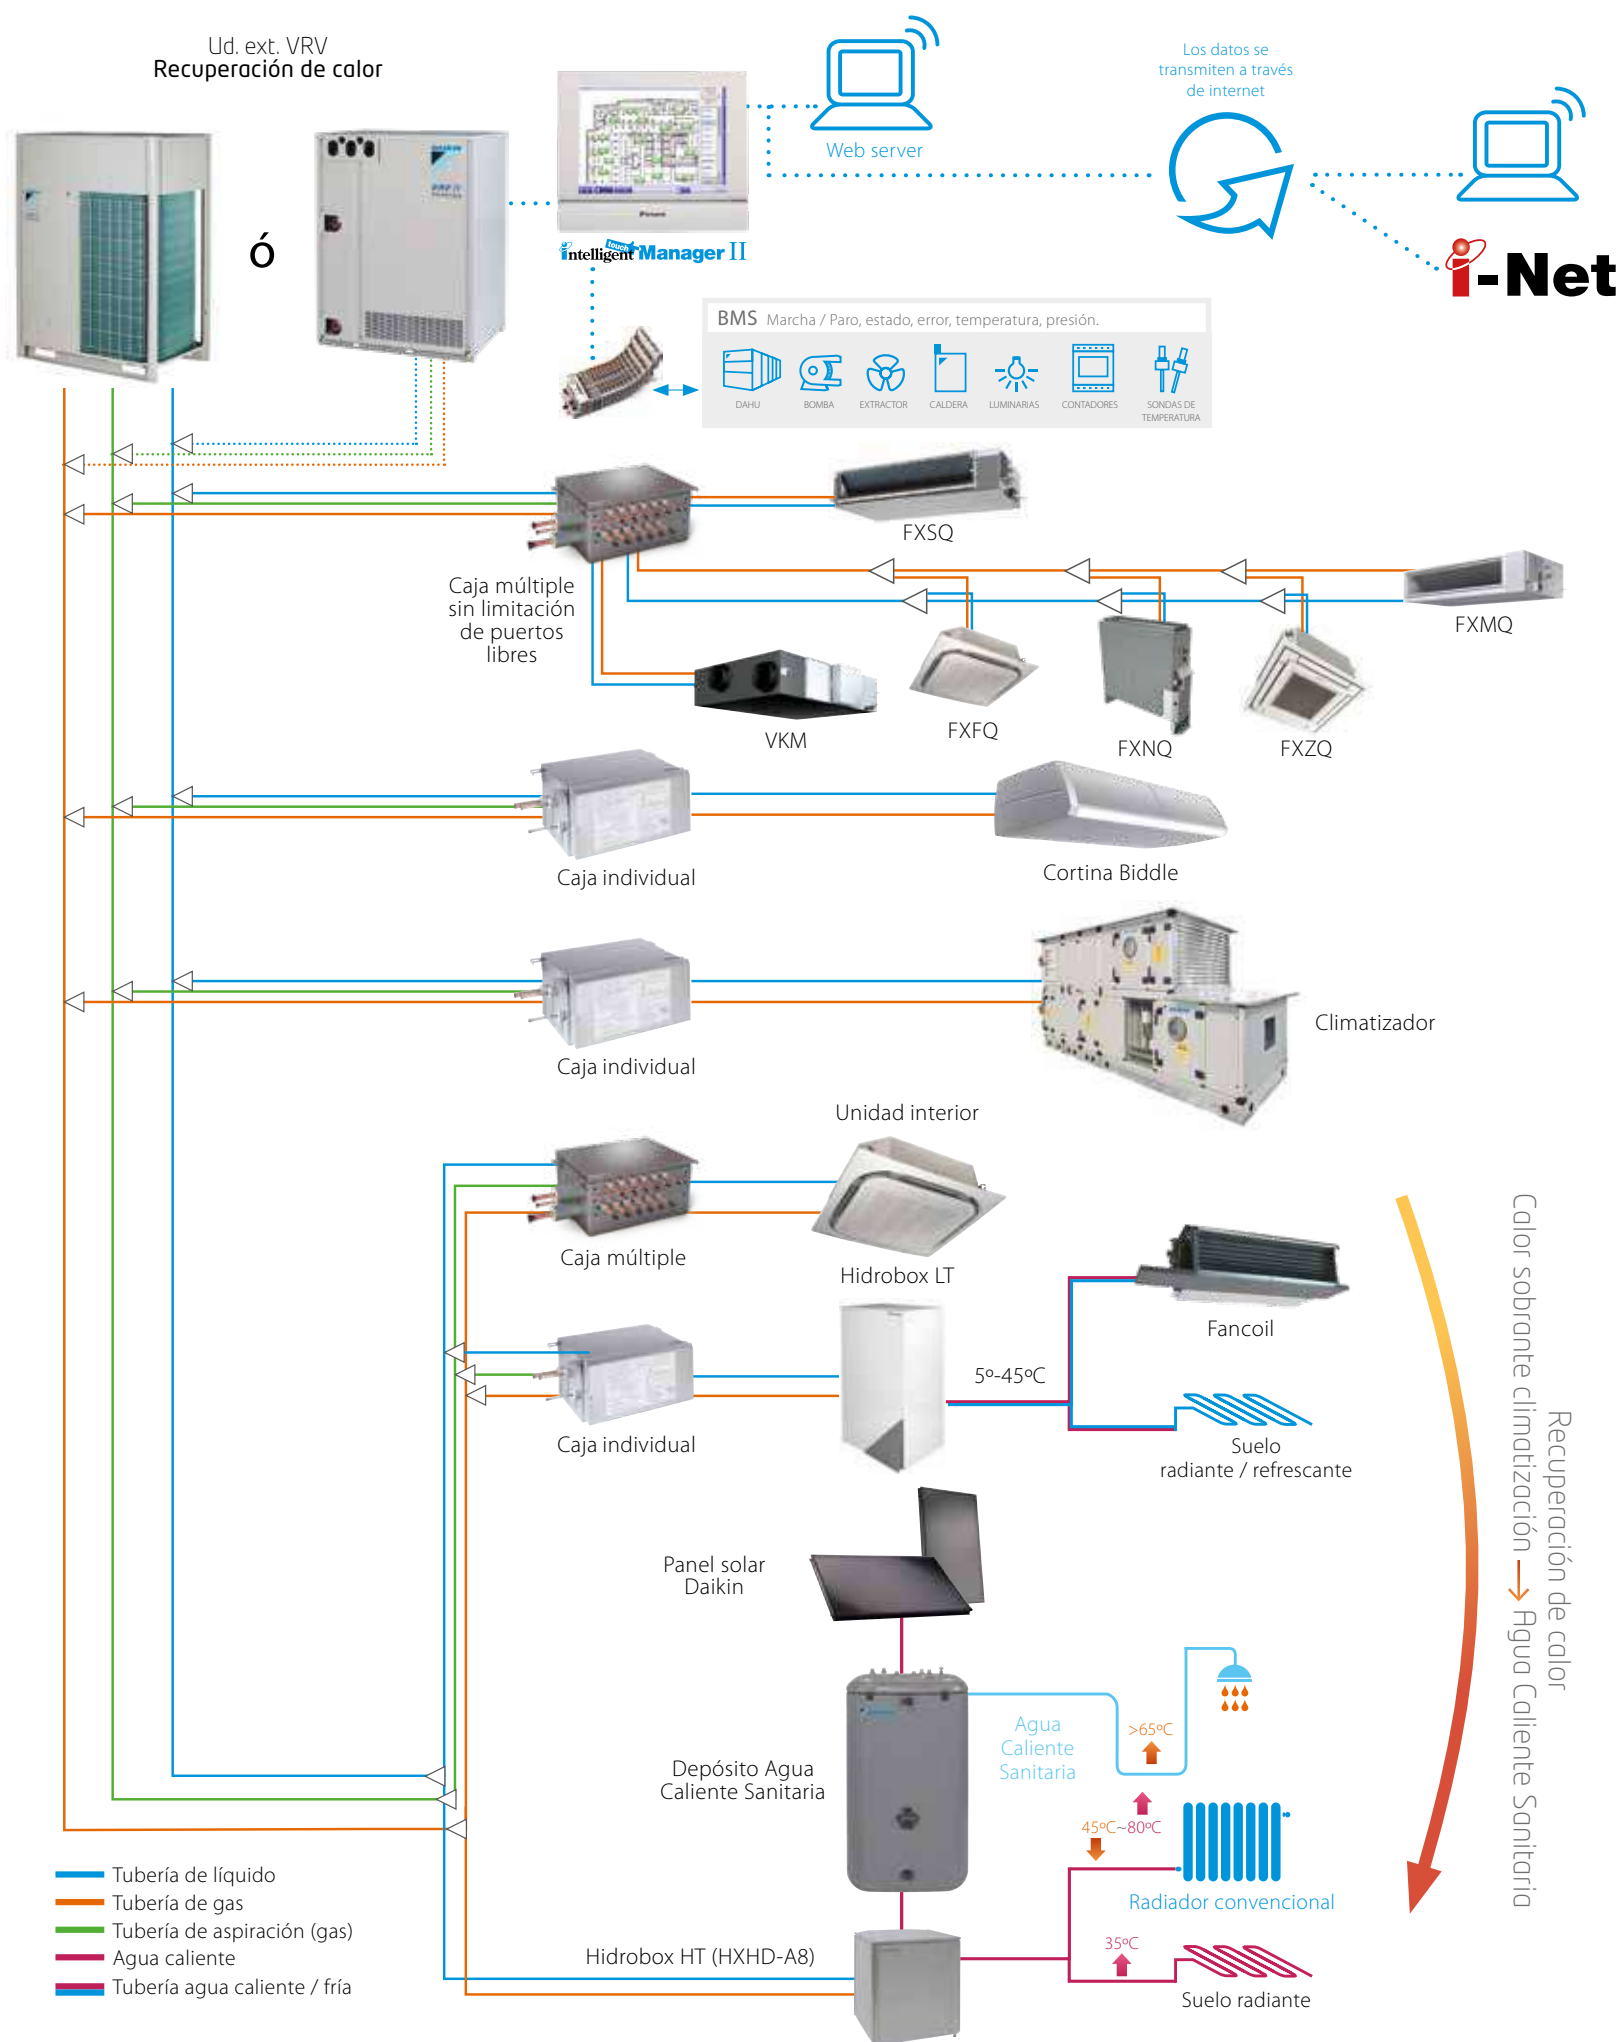 Ud. ext. VRV
Recuperación de calor
ó
intelligent touch Manager II
Web server
Los datos se
transmiten a través
de internet
i-Net
BMS Marcha / Paro, estado, error, temperatura, presión.
DAHU
BOMBA
EXTRACTOR
CALDERA
LUMINARIAS
CONTADORES
SONDAS DE
TEMPERATURA
FXSQ
Caja múltiple
sin limitación
de puertos
libres
FXMQ
VKM
FXFQ
FXNQ
FXZQ
Caja individual
Cortina Biddle
Caja individual
Climatizador
Unidad interior
Caja múltiple
Hidrobox LT
Fancoil
5º-45ºC
Caja individual
Suelo
radiante / refrescante
Panel solar
Daikin
Agua
Caliente
Sanitaria
>65ºC
Depósito Agua
Caliente Sanitaria
45ºC~80ºC
Radiador convencional
Hidrobox HT (HXHD-A8)
35ºC
Suelo radiante
Recuperación de calor
Calor sobrante climatización → Agua Caliente Sanitaria
Tubería de líquido
Tubería de gas
Tubería de aspiración (gas)
Agua caliente
Tubería agua caliente / fría